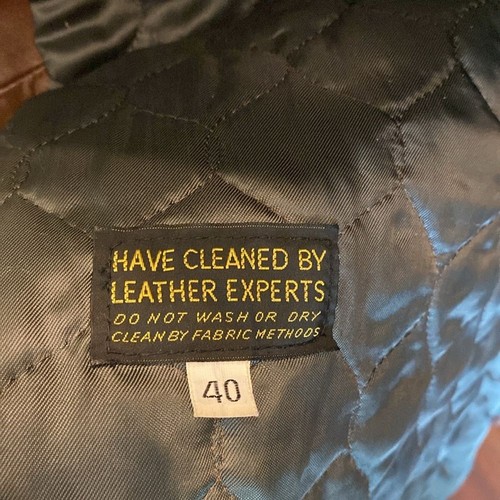 HAVE CLEANED BY
LEATHER EXPERTS
DO NOT WASH OR DRY
CLEAN BY FABRIC METHODS
40